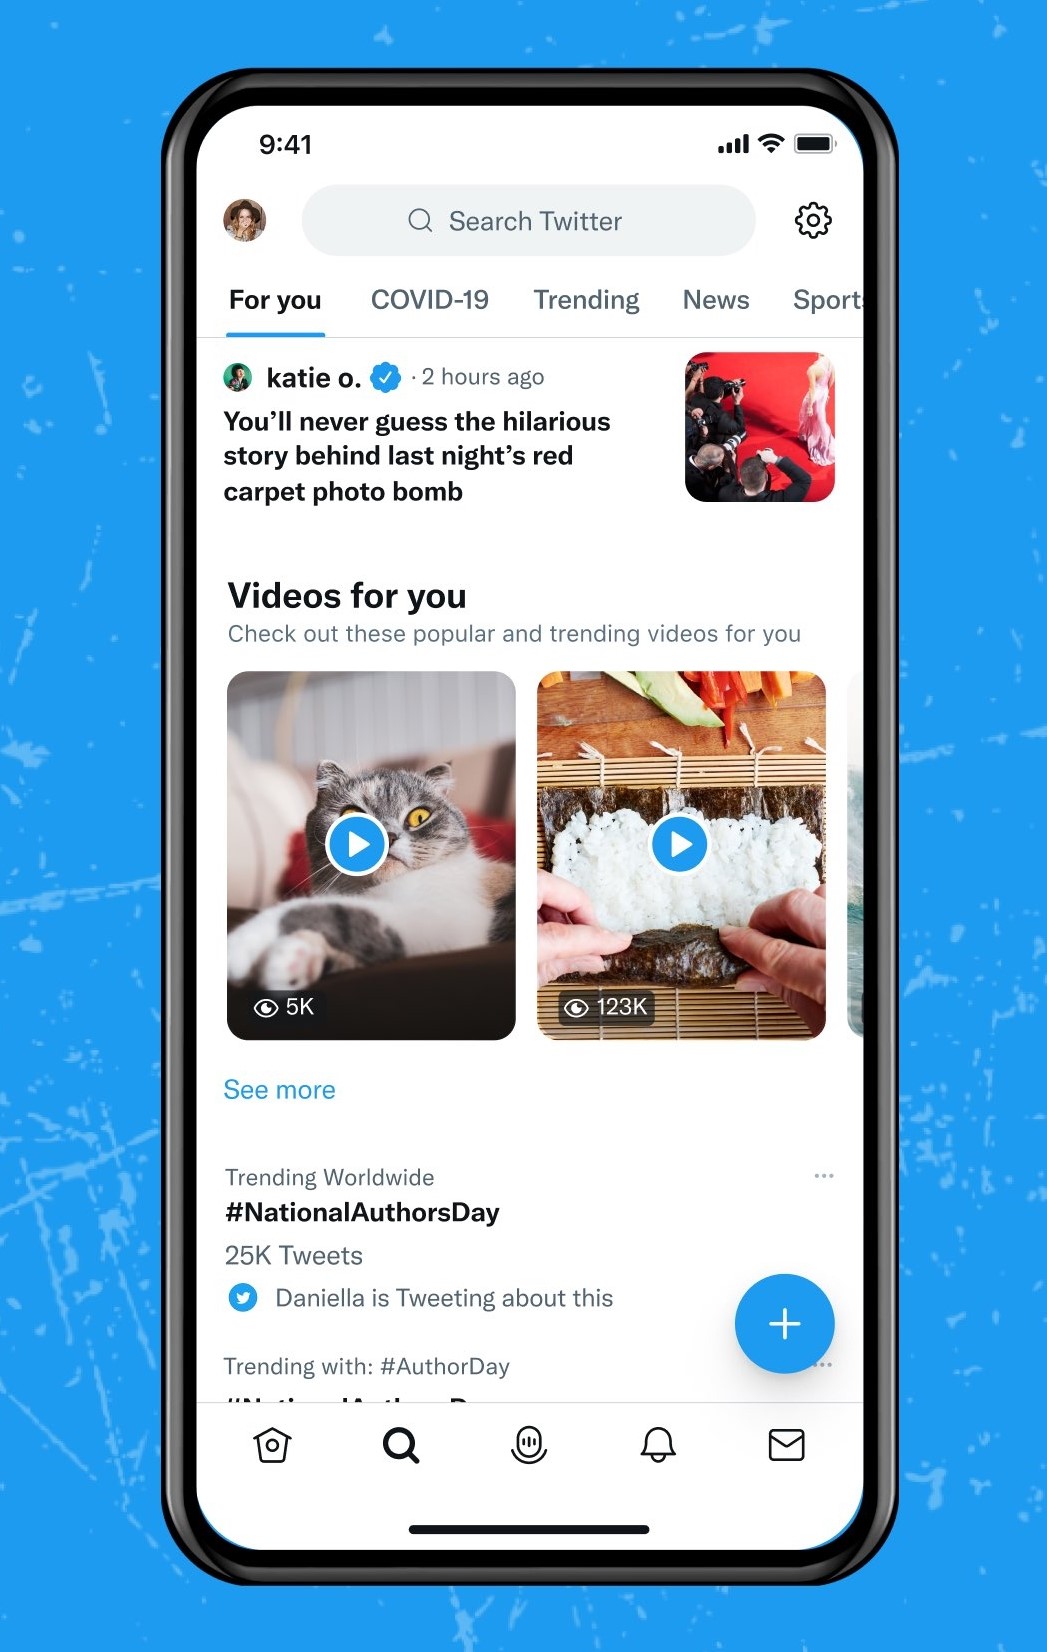 9:41
Search Twitter
For you COVID-19 Trending News Sports
katie o. · 2 hours ago
You'll never guess the hilarious
story behind last night's red
carpet photo bomb
Videos for you
Check out these popular and trending videos for you
5K 123K
See more
Trending Worldwide
#NationalAuthorsDay
25K Tweets
Daniella is Tweeting about this
Trending with: #AuthorDay